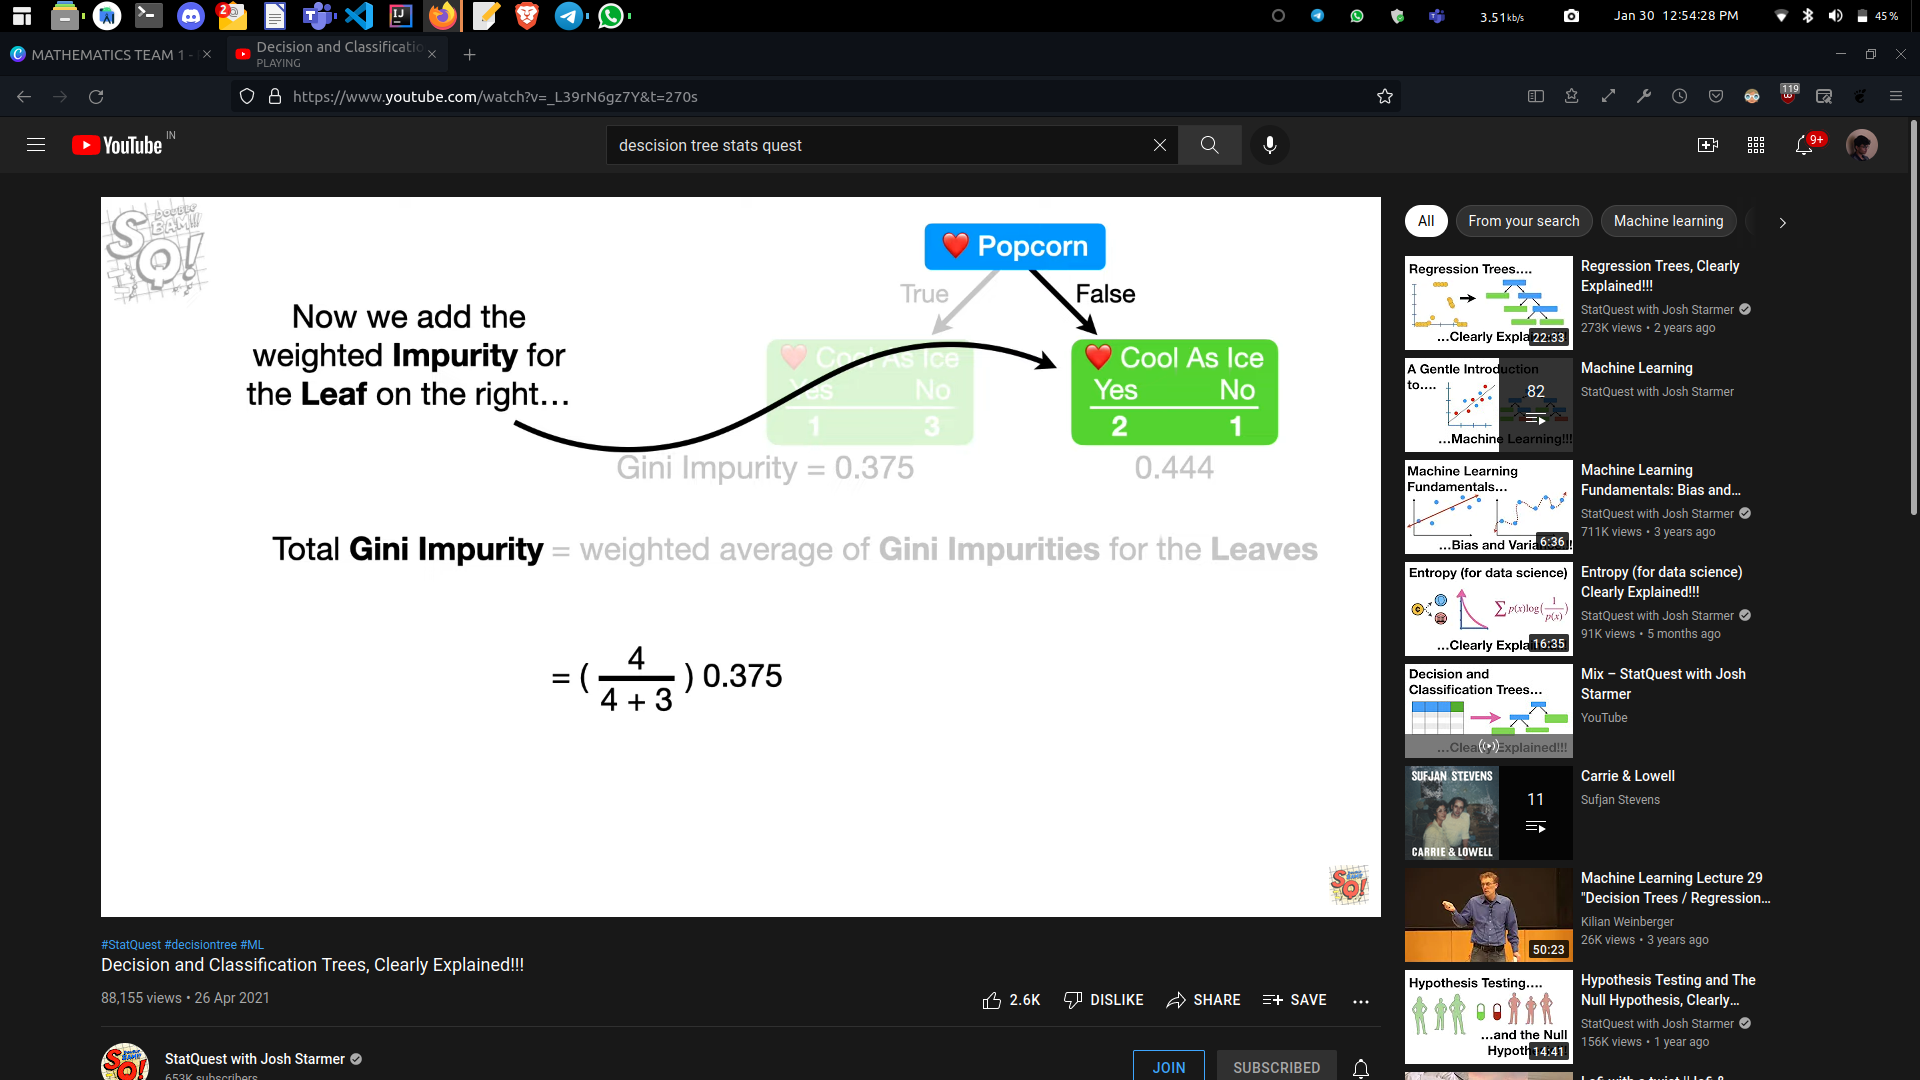 2
3.51kb/s
Jan 30 12:54:28 PM
45 %
MATHEMATICS TEAM 1 -
Decision and Classificatio
PLAYING
https://www.youtube.com/watch?v=_L39rN6gz7Y&t=270s
119
YouTube
IN
descision tree stats quest
9+
DOUBLE
BAM!!!
SQ!
Now we add the
weighted Impurity for
the Leaf on the right...
❤️ Popcorn
True
False
❤️ Cool As Ice
Yes No
1 3
Gini Impurity = 0.375
❤️ Cool As Ice
Yes No
2 1
0.444
Total Gini Impurity = weighted average of Gini Impurities for the Leaves
= ( 4
4 + 3 ) 0.375
SQ!
#StatQuest #decisiontree #ML
Decision and Classification Trees, Clearly Explained!!!
88,155 views • 26 Apr 2021
2.6K
DISLIKE
SHARE
SAVE
StatQuest with Josh Starmer
653K subscribers
JOIN
SUBSCRIBED
All
From your search
Machine learning
Regression Trees....
...Clearly Expla
22:33
Regression Trees, Clearly
Explained!!!
StatQuest with Josh Starmer
273K views • 2 years ago
A Gentle Introduction
to....
...Machine Learning!!!
82
Machine Learning
StatQuest with Josh Starmer
Machine Learning
Fundamentals...
...Bias and Varian
6:36
Machine Learning
Fundamentals: Bias and...
StatQuest with Josh Starmer
711K views • 3 years ago
Entropy (for data science)
∑ p(x)log(1/p(x))
...Clearly Expla
16:35
Entropy (for data science)
Clearly Explained!!!
StatQuest with Josh Starmer
91K views • 5 months ago
Decision and
Classification Trees...
...Clearly Explained!!!
Mix – StatQuest with Josh
Starmer
YouTube
SUFJAN STEVENS
CARRIE & LOWELL
11
Carrie & Lowell
Sufjan Stevens
50:23
Machine Learning Lecture 29
"Decision Trees / Regression...
Kilian Weinberger
26K views • 3 years ago
Hypothesis Testing....
...and the Null
Hypoth
14:41
Hypothesis Testing and The
Null Hypothesis, Clearly...
StatQuest with Josh Starmer
156K views • 1 year ago